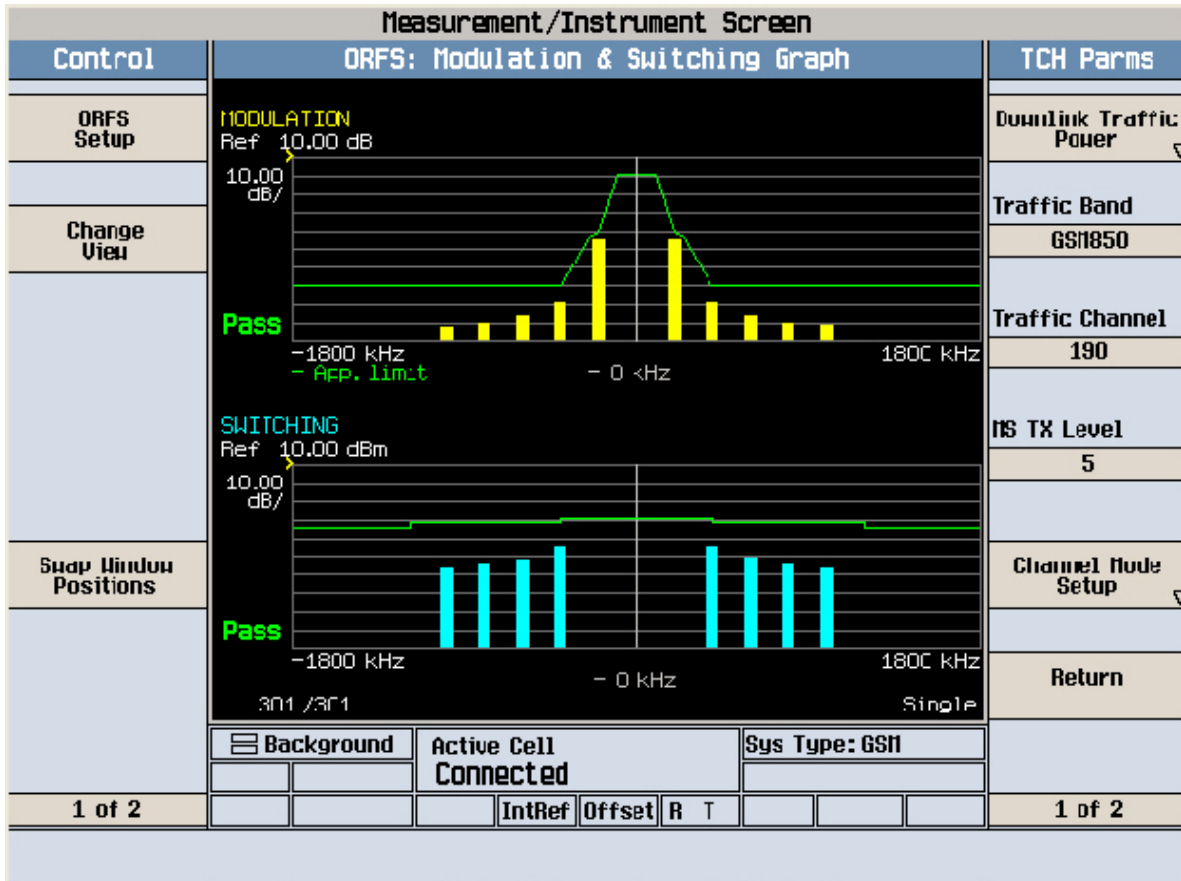 Measurement/Instrument Screen
Control
ORFS: Modulation & Switching Graph
TCH Parms
ORFS
Setup
Change
View
Swap Window
Positions
1 of 2
MODULATION
Ref 10.00 dB
10.00
dB/
Pass
-1800 kHz
1800 kHz
- App. limit
- 0 kHz
SWITCHING
Ref 10.00 dBm
10.00
dB/
Pass
-1800 kHz
1800 kHz
- 0 kHz
301/301
Single
Background
Active Cell
Connected
Sys Type: GSM
IntRef
Offset
R T
Downlink Traffic
Power
Traffic Band
GSM850
Traffic Channel
190
MS TX Level
5
Channel Mode
Setup
Return
1 of 2